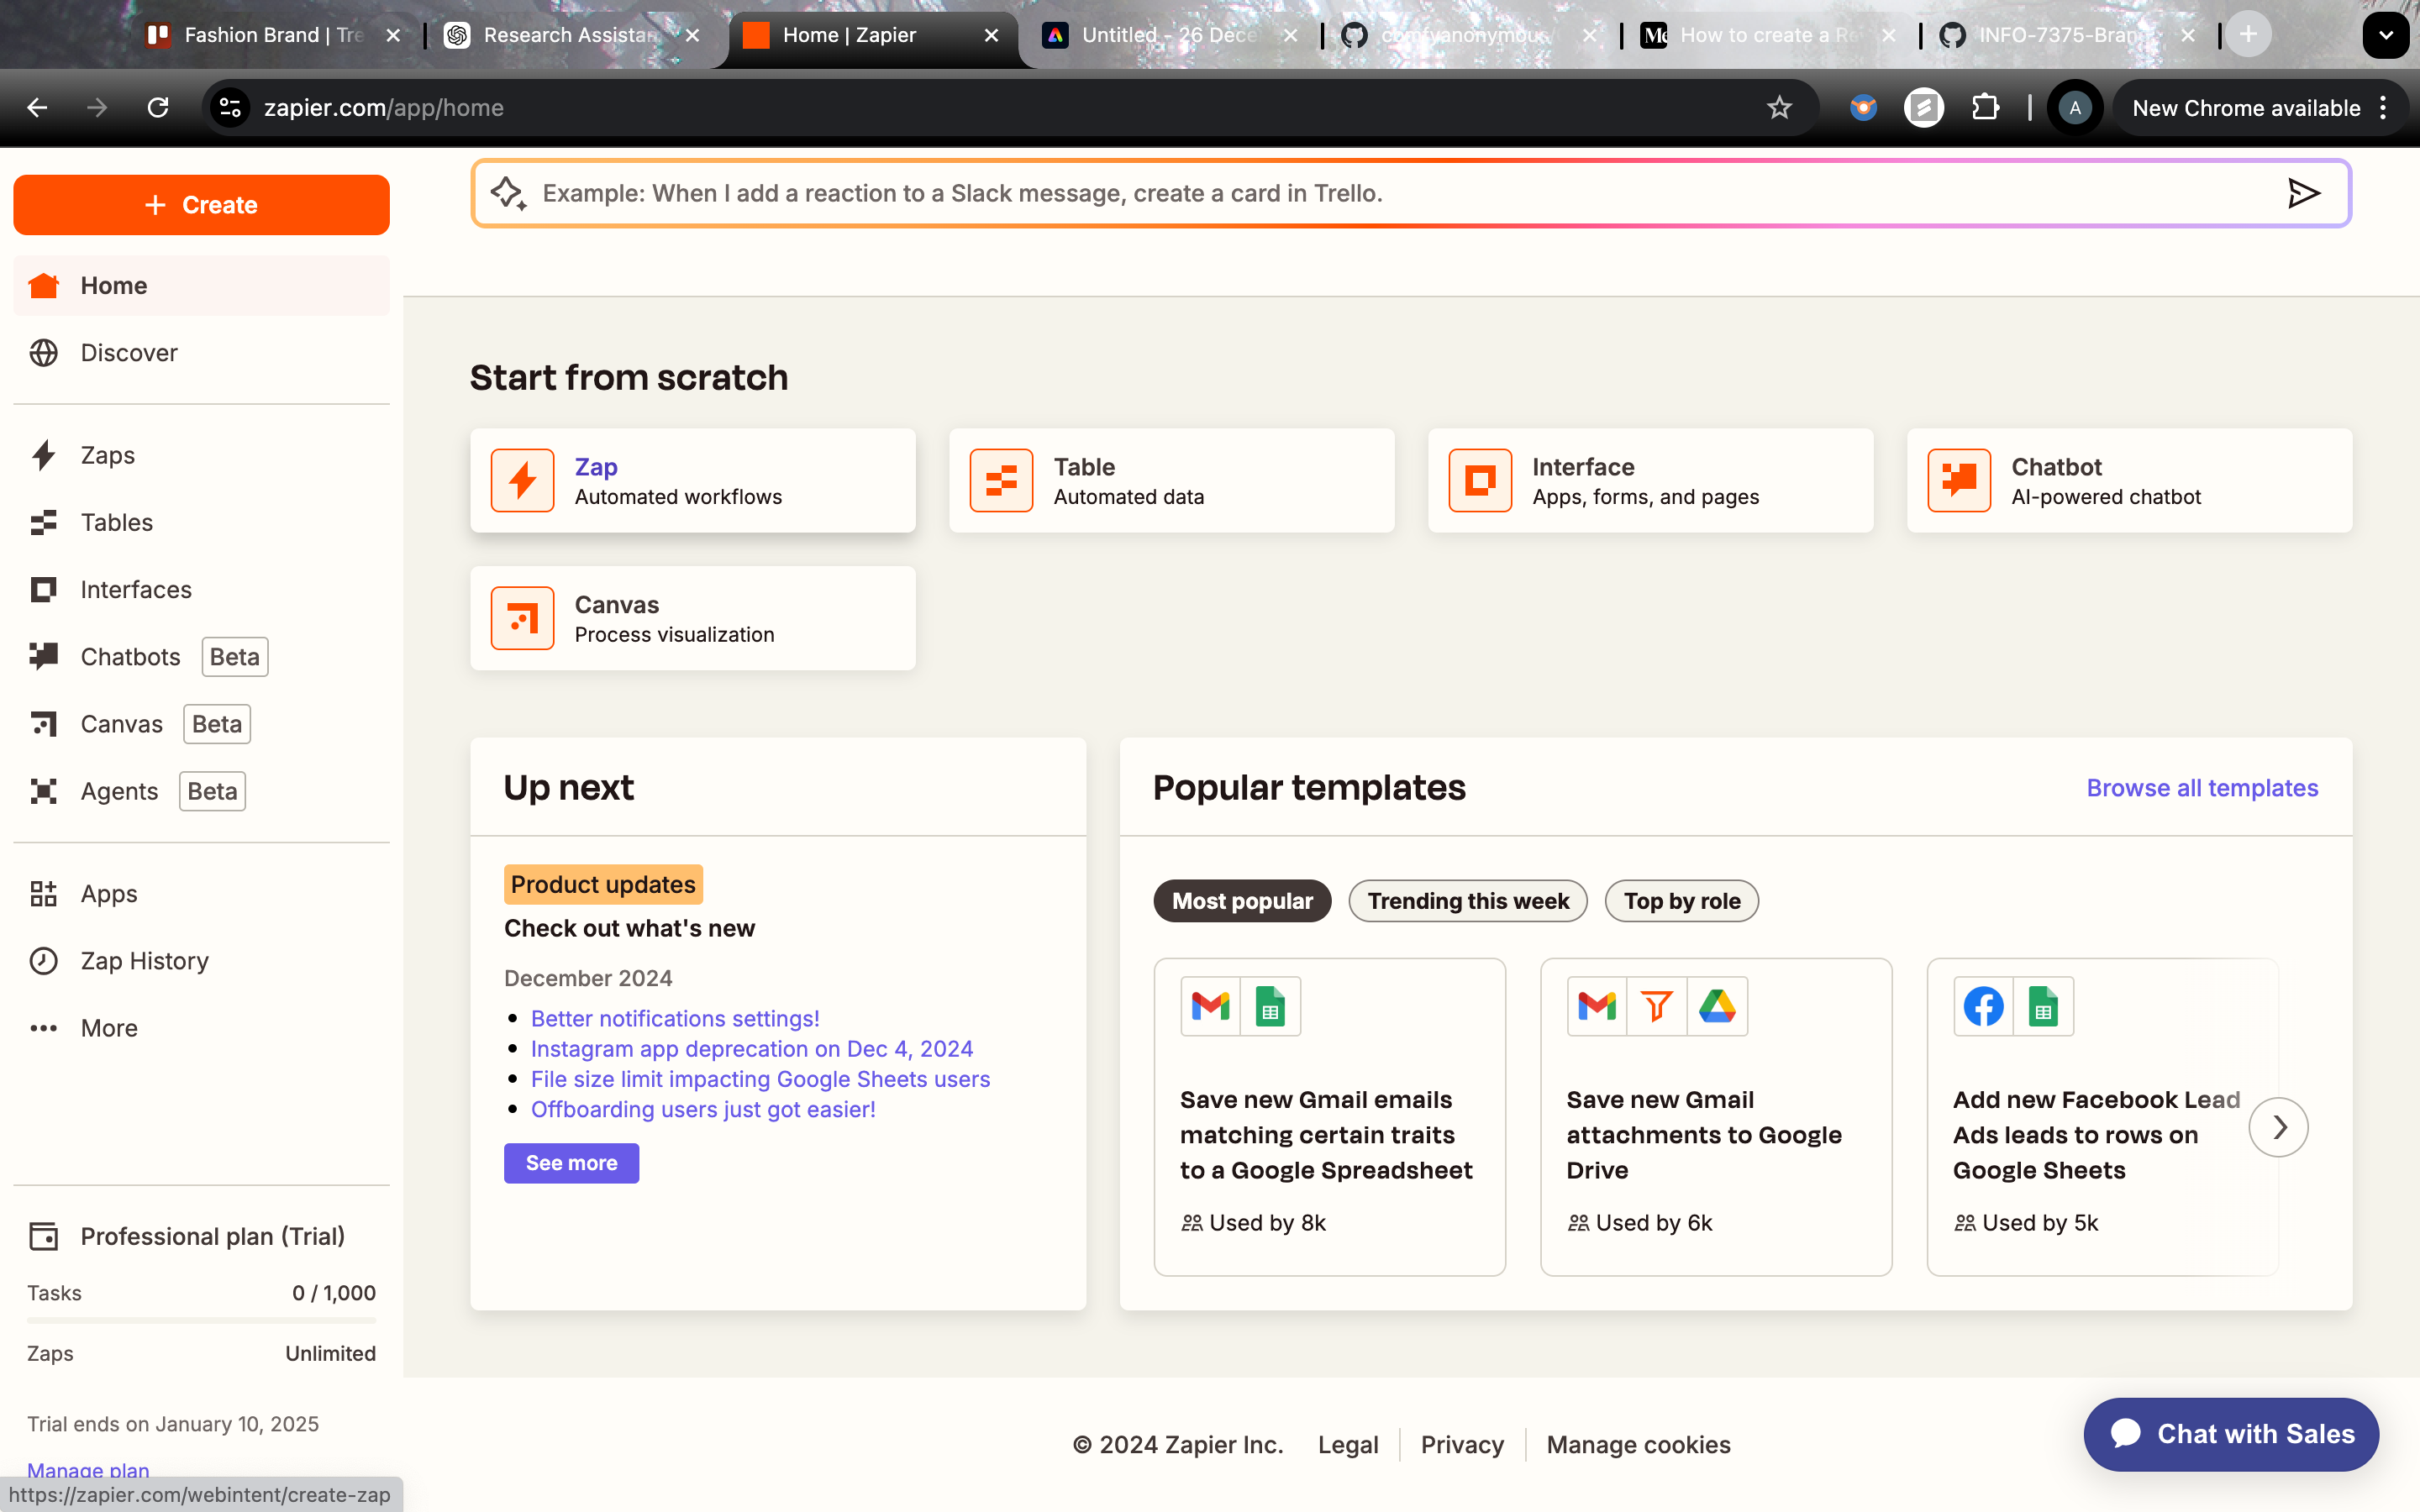 Fashion Brand | Tre
Research Assistan
Home | Zapier
Untitled - 26 Dece
comfyanonymous
How to create a Ro
INFO-7375-Bran
zapier.com/app/home
A
New Chrome available
Create
Example: When I add a reaction to a Slack message, create a card in Trello.
Home
Discover
Zaps
Tables
Interfaces
Chatbots Beta
Canvas Beta
Agents Beta
Apps
Zap History
More
Professional plan (Trial)
Tasks 0 / 1,000
Zaps Unlimited
Trial ends on January 10, 2025
Manage plan
https://zapier.com/webintent/create-zap
Start from scratch
Zap
Automated workflows
Table
Automated data
Interface
Apps, forms, and pages
Chatbot
AI-powered chatbot
Canvas
Process visualization
Up next
Product updates
Check out what's new
December 2024
Better notifications settings!
Instagram app deprecation on Dec 4, 2024
File size limit impacting Google Sheets users
Offboarding users just got easier!
See more
Popular templates
Browse all templates
Most popular
Trending this week
Top by role
Save new Gmail emails
matching certain traits
to a Google Spreadsheet
Used by 8k
Save new Gmail
attachments to Google
Drive
Used by 6k
Add new Facebook Lead
Ads leads to rows on
Google Sheets
Used by 5k
© 2024 Zapier Inc.
Legal
Privacy
Manage cookies
Chat with Sales